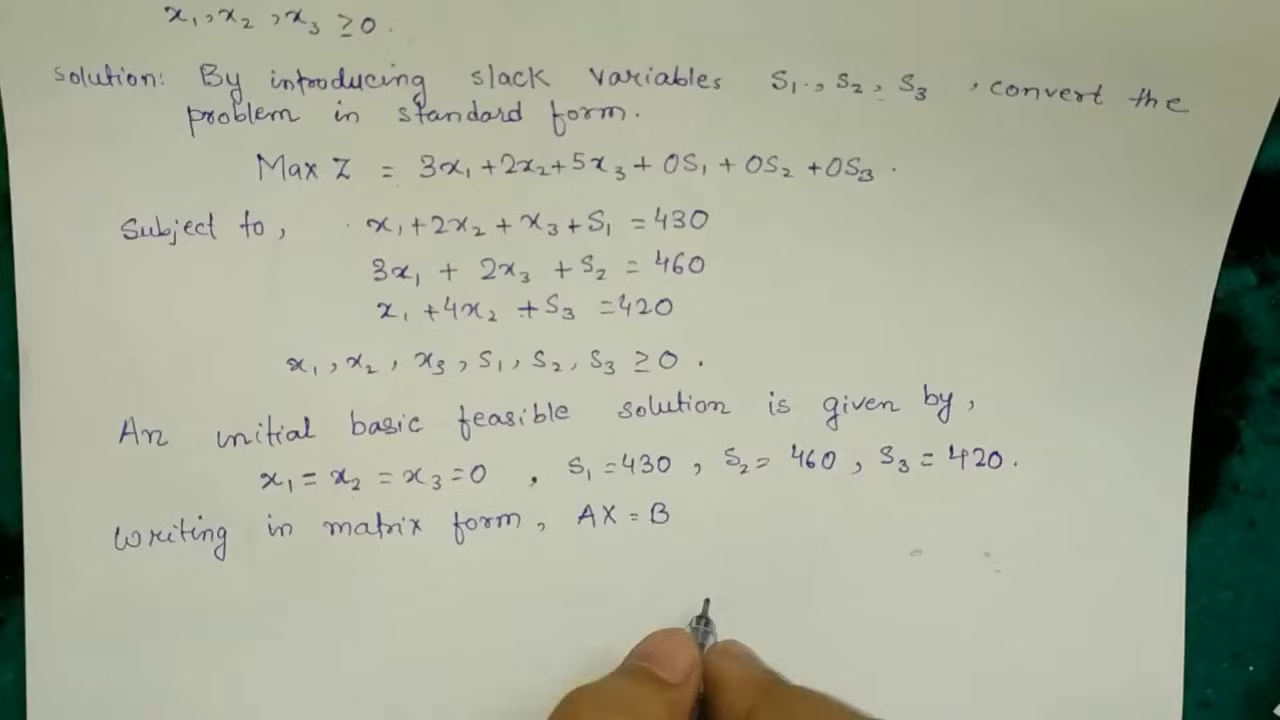 x₁, x₂, x₃ ≥ 0.
Solution: By introducing slack variables S₁, S₂, S₃, convert the
problem in standard form.
Max Z = 3x₁ + 2x₂ + 5x₃ + 0S₁ + 0S₂ + 0S₃.
Subject to, x₁ + 2x₂ + x₃ + S₁ = 430
3x₁ + 2x₃ + S₂ = 460
x₁ + 4x₂ + S₃ = 420
x₁, x₂, x₃, S₁, S₂, S₃ ≥ 0.
An initial basic feasible solution is given by,
x₁ = x₂ = x₃ = 0, S₁ = 430, S₂ = 460, S₃ = 420.
Writing in matrix form, AX = B